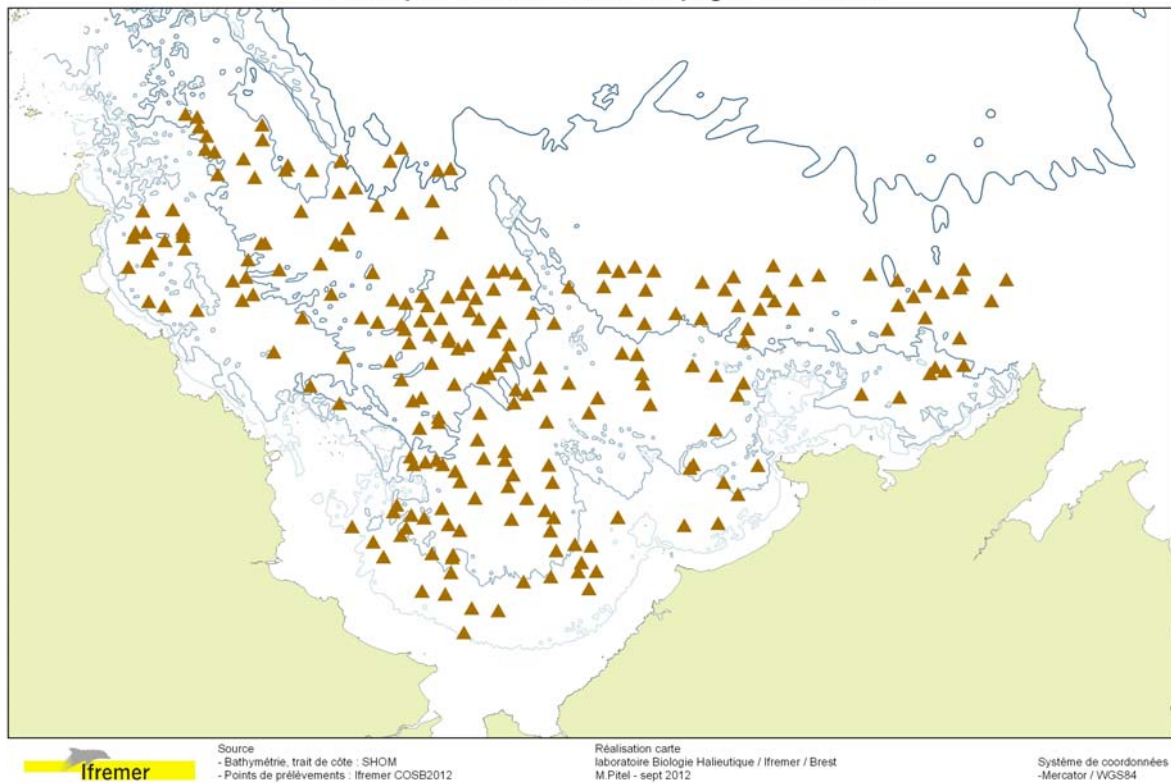 Ifremer
Source
- Bathymétrie, trait de côte : SHOM
- Points de prélèvements : Ifremer COSB2012
Réalisation carte
laboratoire Biologie Halieutique / Ifremer / Brest
M.Pitel - sept 2012
Système de coordonnées
-Mercator / WGS84